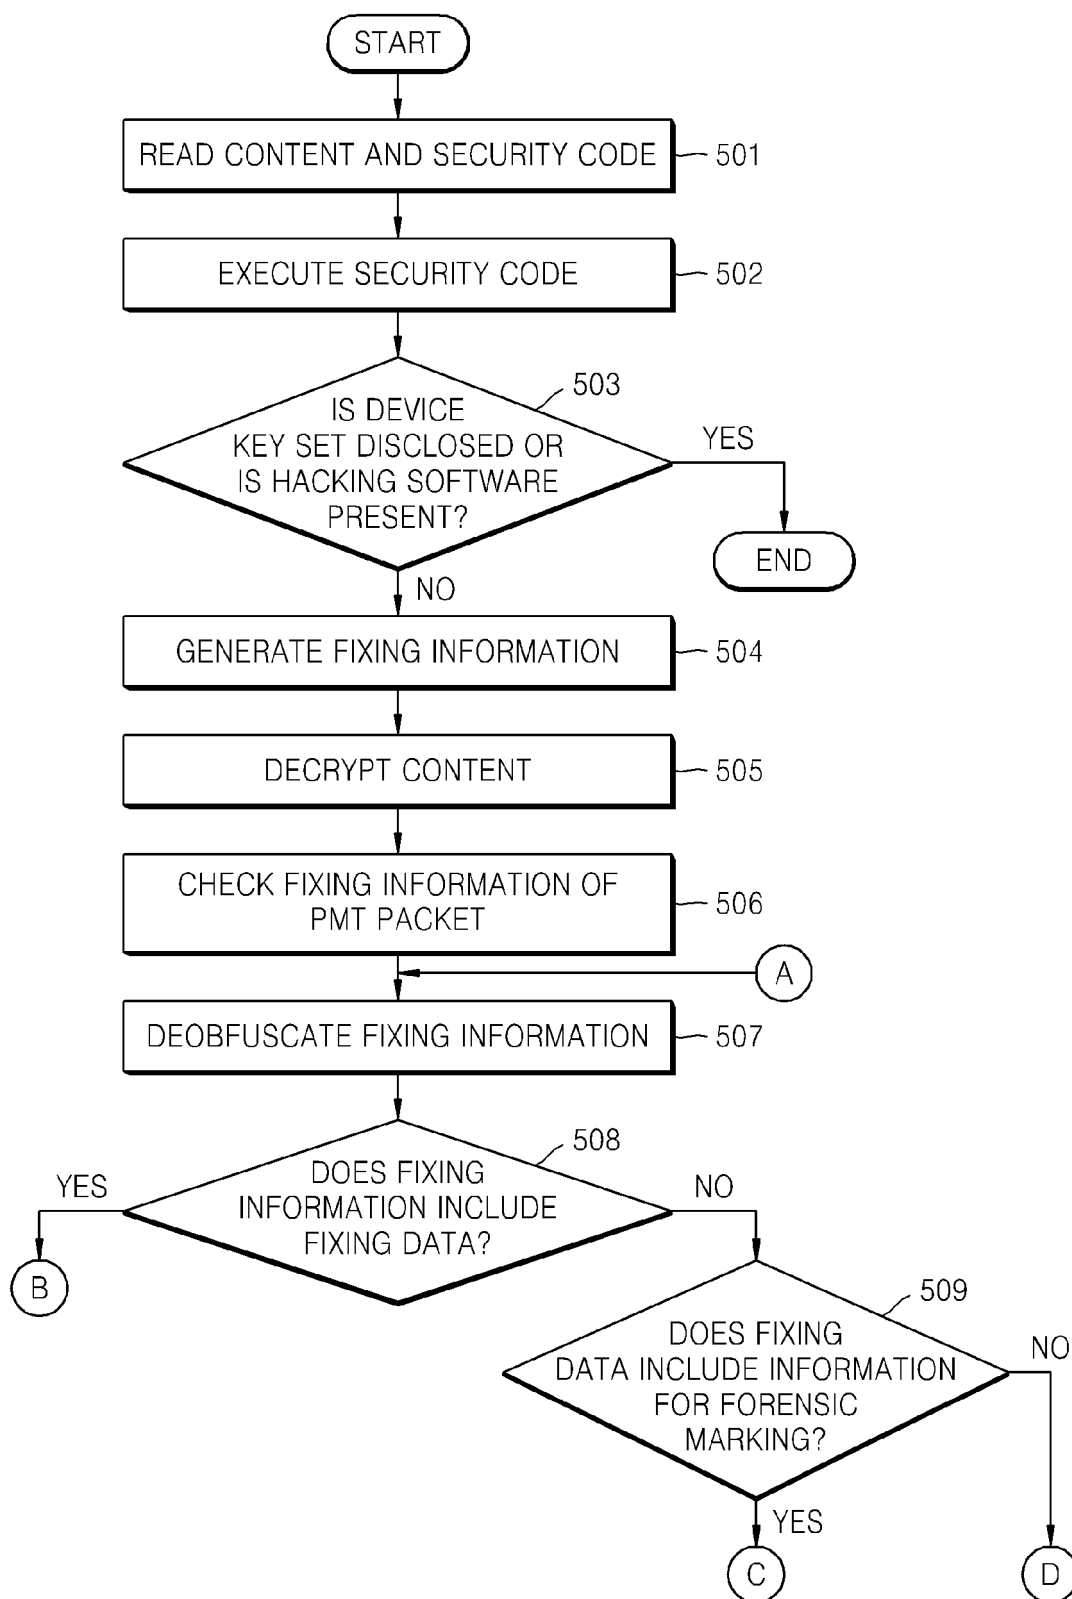 START
READ CONTENT AND SECURITY CODE
501
EXECUTE SECURITY CODE
502
503
IS DEVICE
KEY SET DISCLOSED OR
IS HACKING SOFTWARE
PRESENT?
YES
END
NO
GENERATE FIXING INFORMATION
504
DECRYPT CONTENT
505
CHECK FIXING INFORMATION OF
PMT PACKET
506
A
DEOBFUSCATE FIXING INFORMATION
507
508
DOES FIXING
INFORMATION INCLUDE
FIXING DATA?
YES
B
NO
509
DOES FIXING
DATA INCLUDE INFORMATION
FOR FORENSIC
MARKING?
NO
YES
C
D